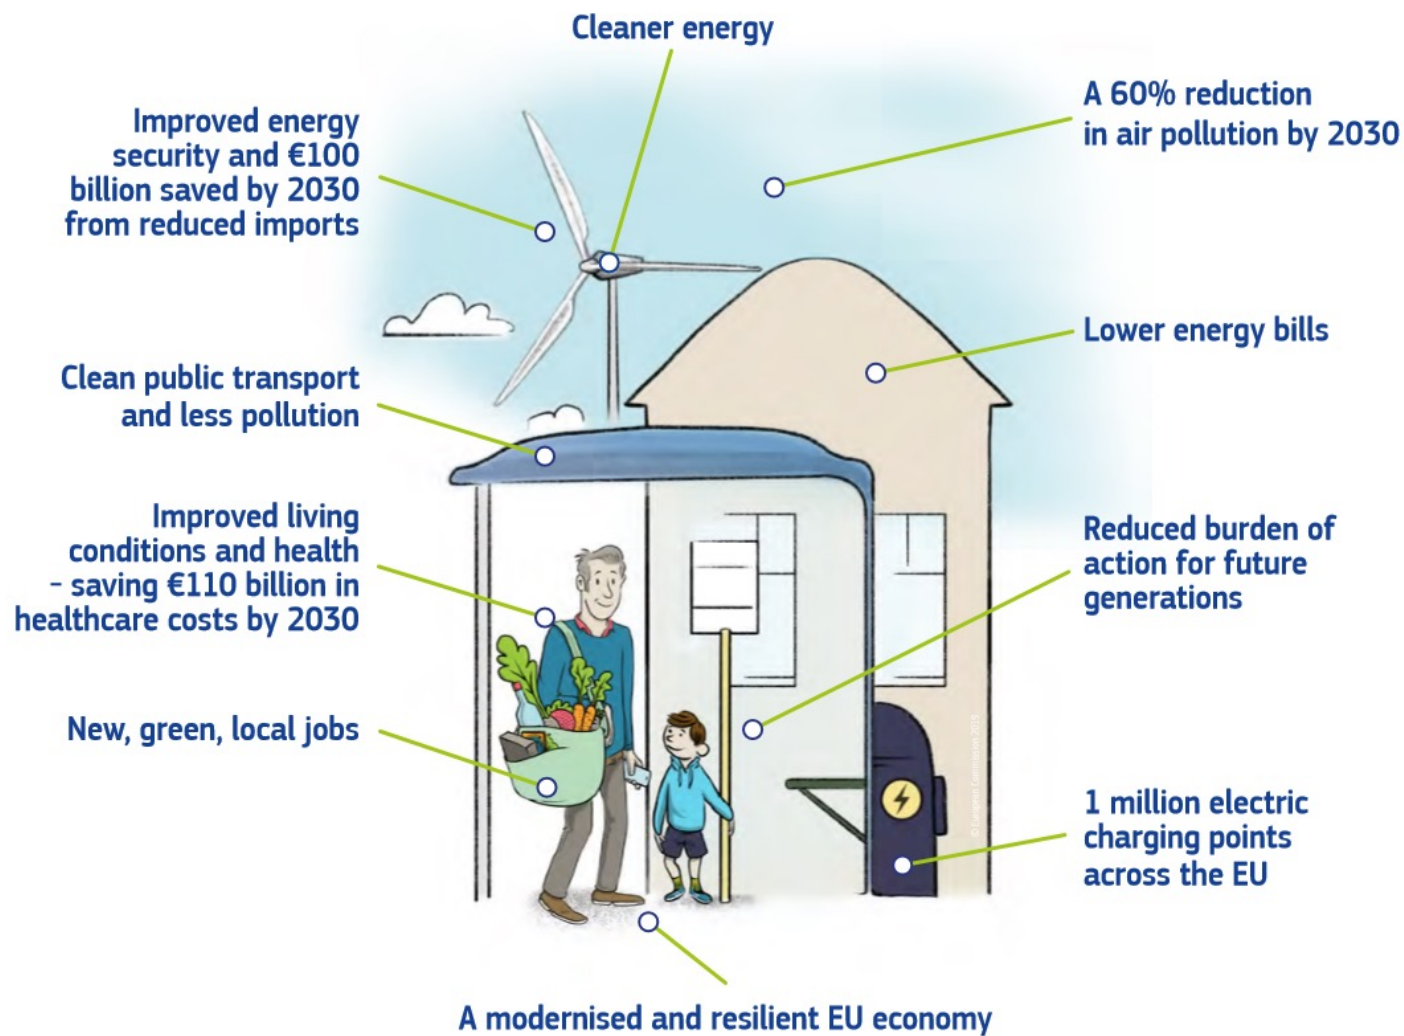 Cleaner energy
Improved energy
security and €100
billion saved by 2030
from reduced imports
A 60% reduction
in air pollution by 2030
Lower energy bills
Clean public transport
and less pollution
Improved living
conditions and health
- saving €110 billion in
healthcare costs by 2030
Reduced burden of
action for future
generations
New, green, local jobs
1 million electric
charging points
across the EU
A modernised and resilient EU economy
© European Commission 2019